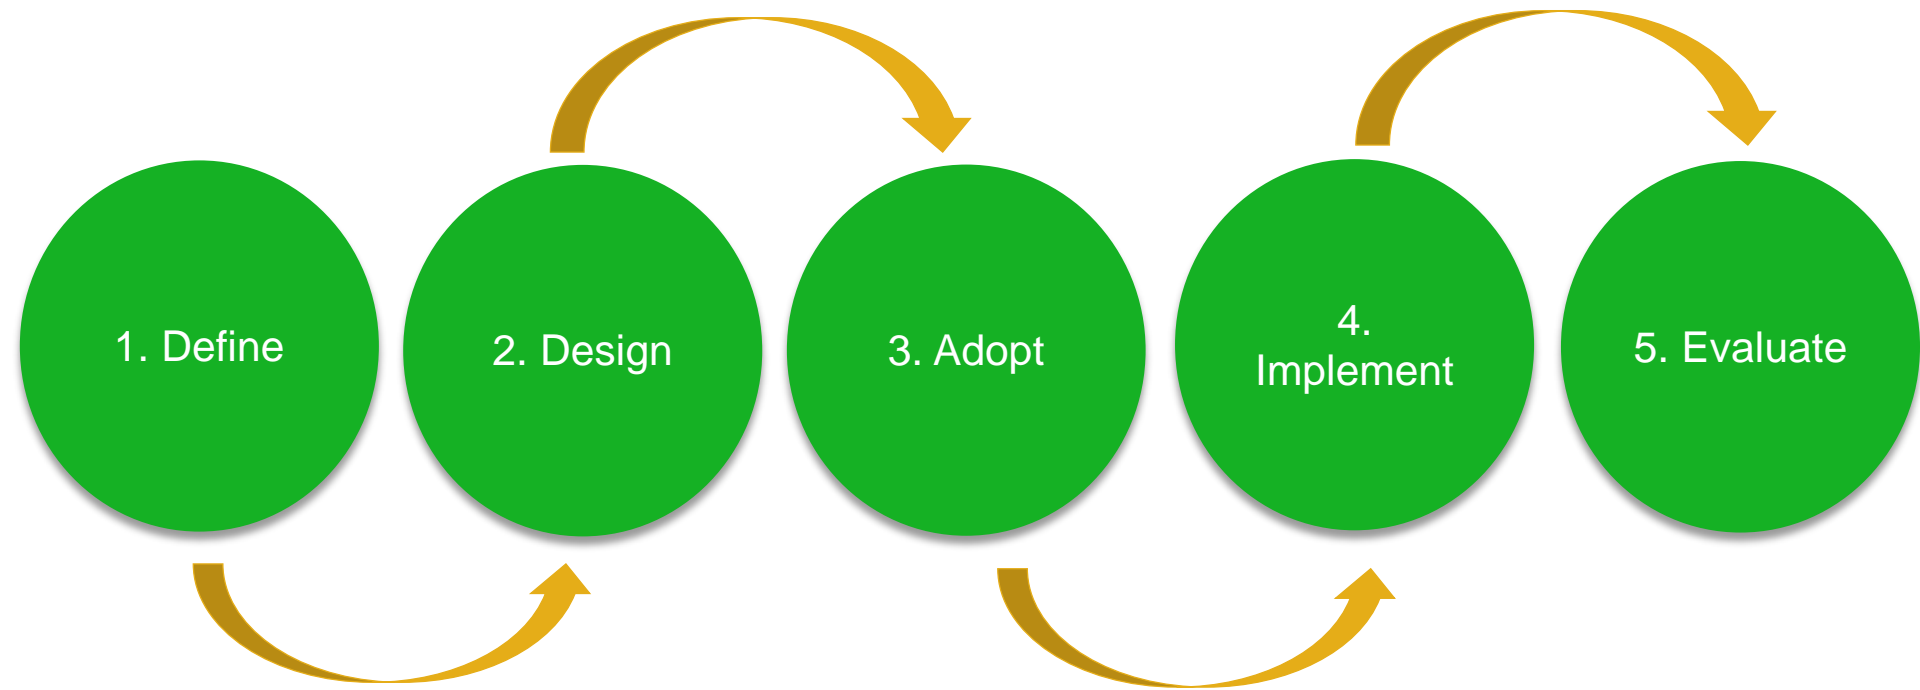 1. Define
2. Design
3. Adopt
4.
Implement
5. Evaluate